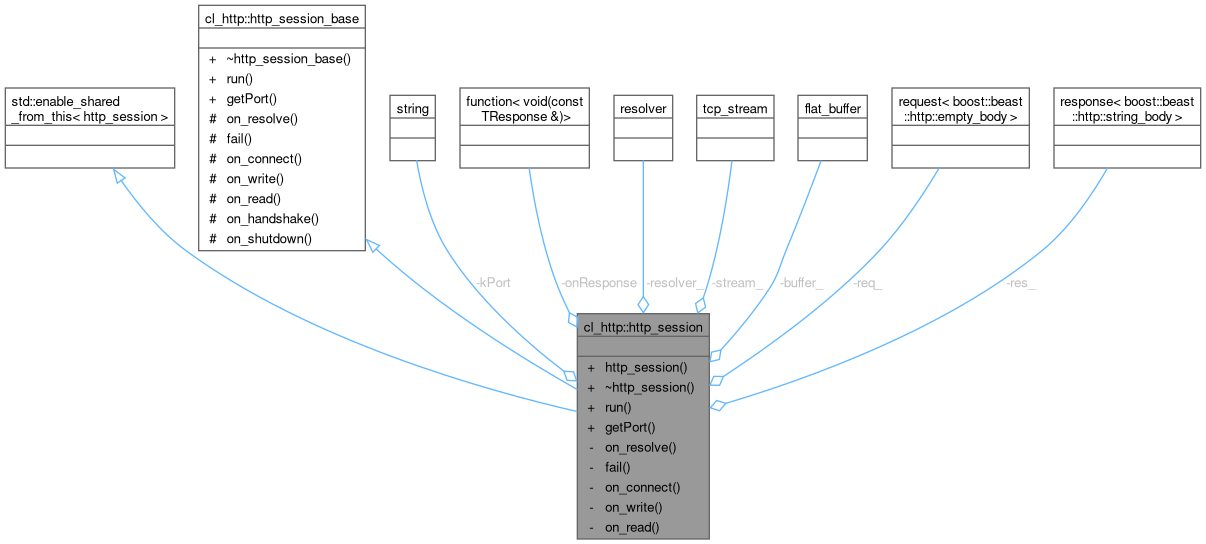 cl_http::http_session_base
+ ~http_session_base()
+ run()
+ getPort()
# on_resolve()
# fail()
# on_connect()
# on_write()
# on_read()
# on_handshake()
# on_shutdown()
std::enable_shared
_from_this< http_session >
string
function< void(const
TResponse &)>
resolver
tcp_stream
flat_buffer
request< boost::beast
::http::empty_body >
response< boost::beast
::http::string_body >
-kPort
-onResponse
-resolver_
-stream_
-buffer_
-req_
-res_
cl_http::http_session
+ http_session()
+ ~http_session()
+ run()
+ getPort()
- on_resolve()
- fail()
- on_connect()
- on_write()
- on_read()